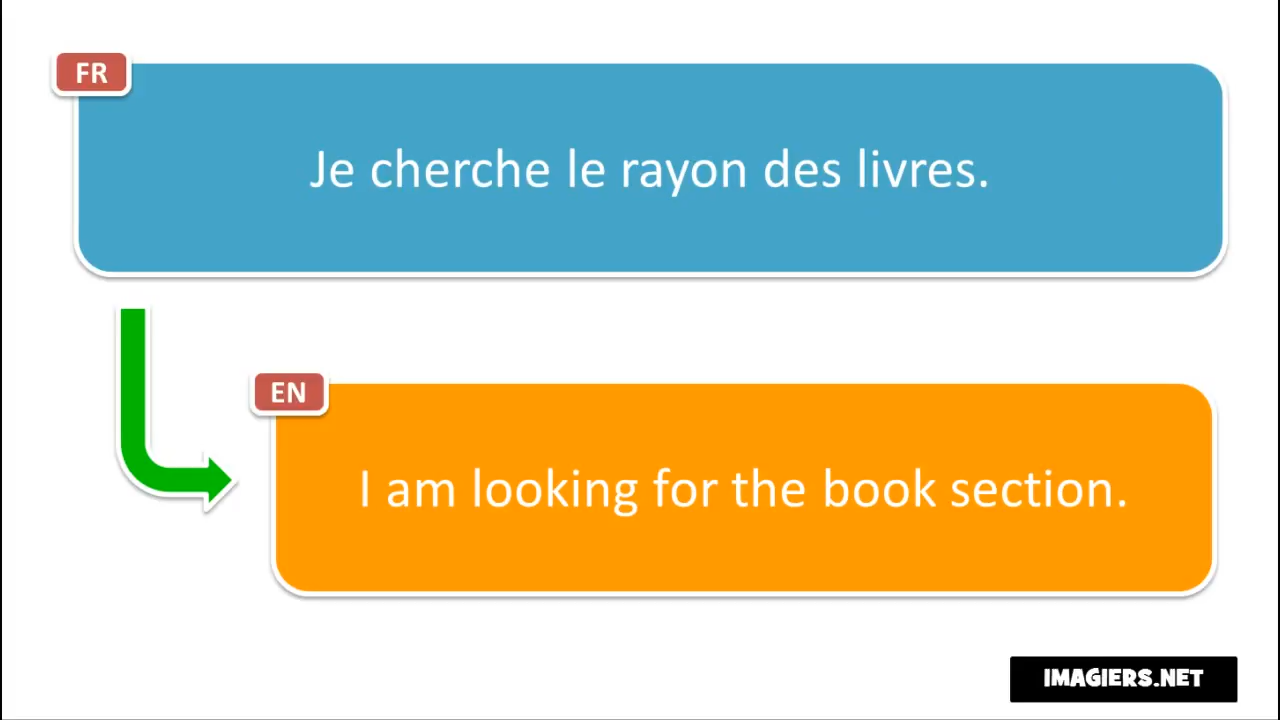 FR
Je cherche le rayon des livres.
EN
I am looking for the book section.
IMAGIERS.NET